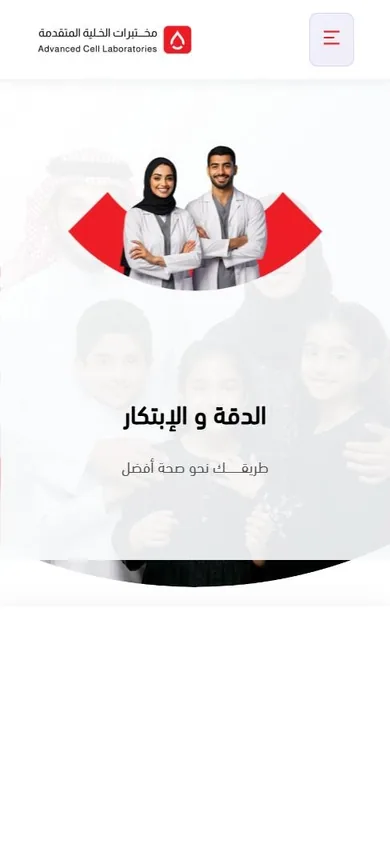 مختبرات الخلية المتقدمة
Advanced Cell Laboratories
الدقة و الإبتكار
طريقـــك نحو صحة أفضل